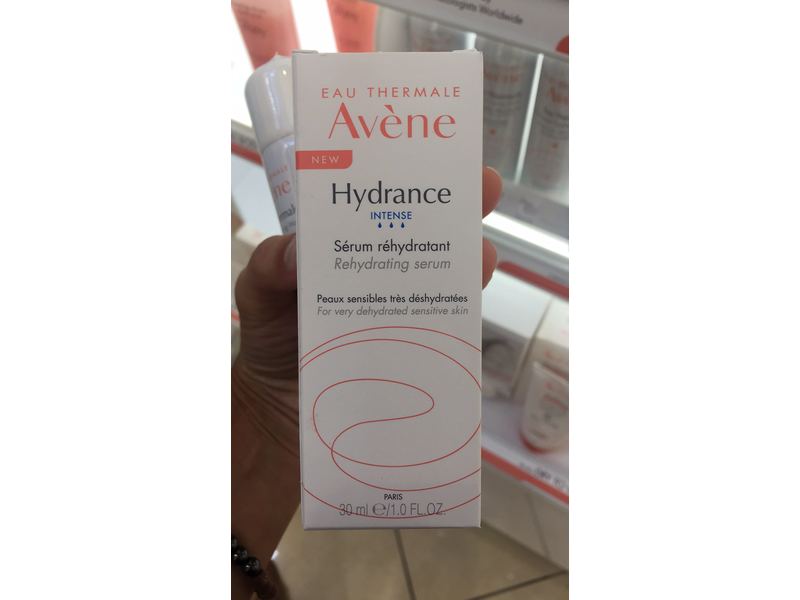 EAU THERMALE
Avène
NEW
Hydrance
INTENSE
Sérum réhydratant
Rehydrating serum
Peaux sensibles très déshydratées
For very dehydrated sensitive skin
PARIS
30 ml ℮/1.0 FL.OZ.
Worldwide